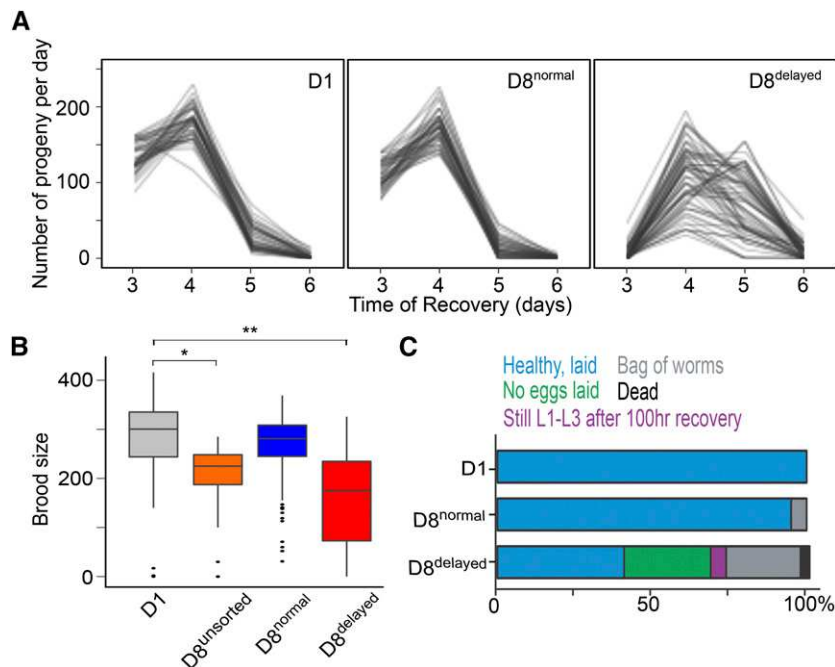 A
Number of progeny per day
200
100
0
D1
D8normal
D8delayed
3 4 5 6 3 4 5 6 3 4 5 6
Time of Recovery (days)
B
Brood size
400
200
0
*
**
D1
D8unsorted
D8normal
D8delayed
C
Healthy, laid Bag of worms
No eggs laid Dead
Still L1-L3 after 100hr recovery
D1
D8normal
D8delayed
0 50 100%